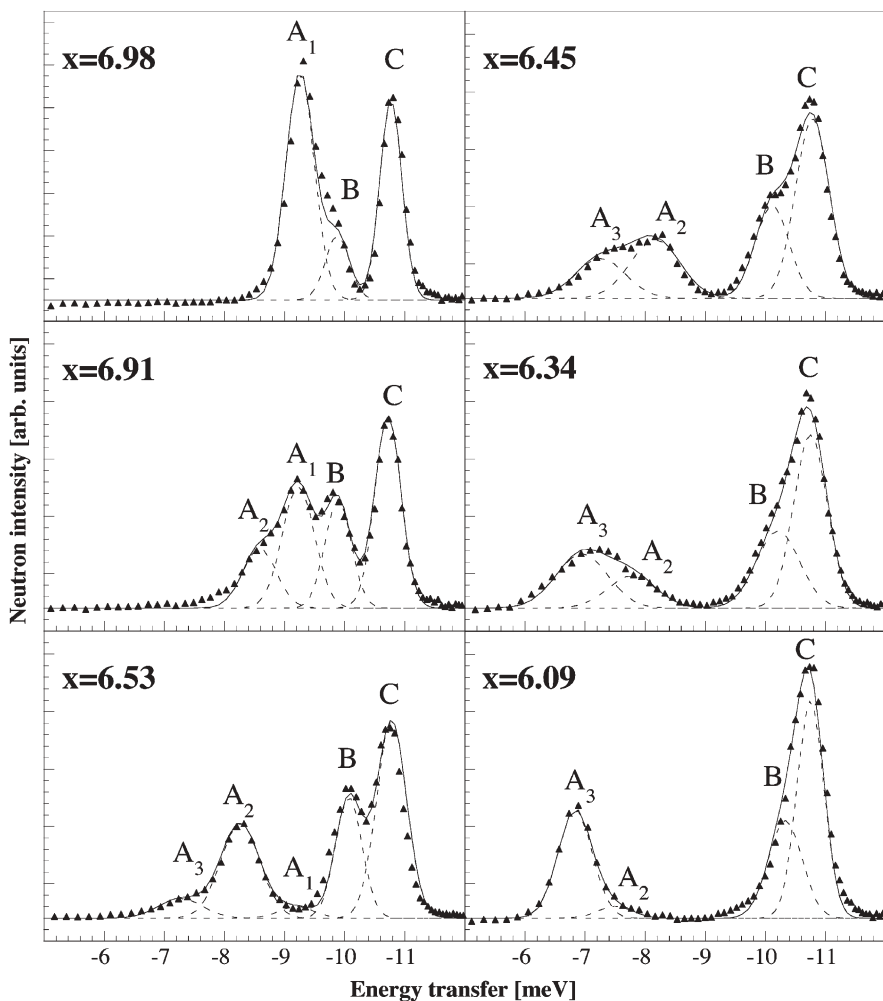 x=6.98
A1
B
C
x=6.45
A3
A2
B
C
x=6.91
A2
A1
B
C
x=6.34
A3
A2
B
C
x=6.53
A3
A2
A1
B
C
x=6.09
A3
A2
B
C
Neutron intensity [arb. units]
-6 -7 -8 -9 -10 -11
-6 -7 -8 -9 -10 -11
Energy transfer [meV]